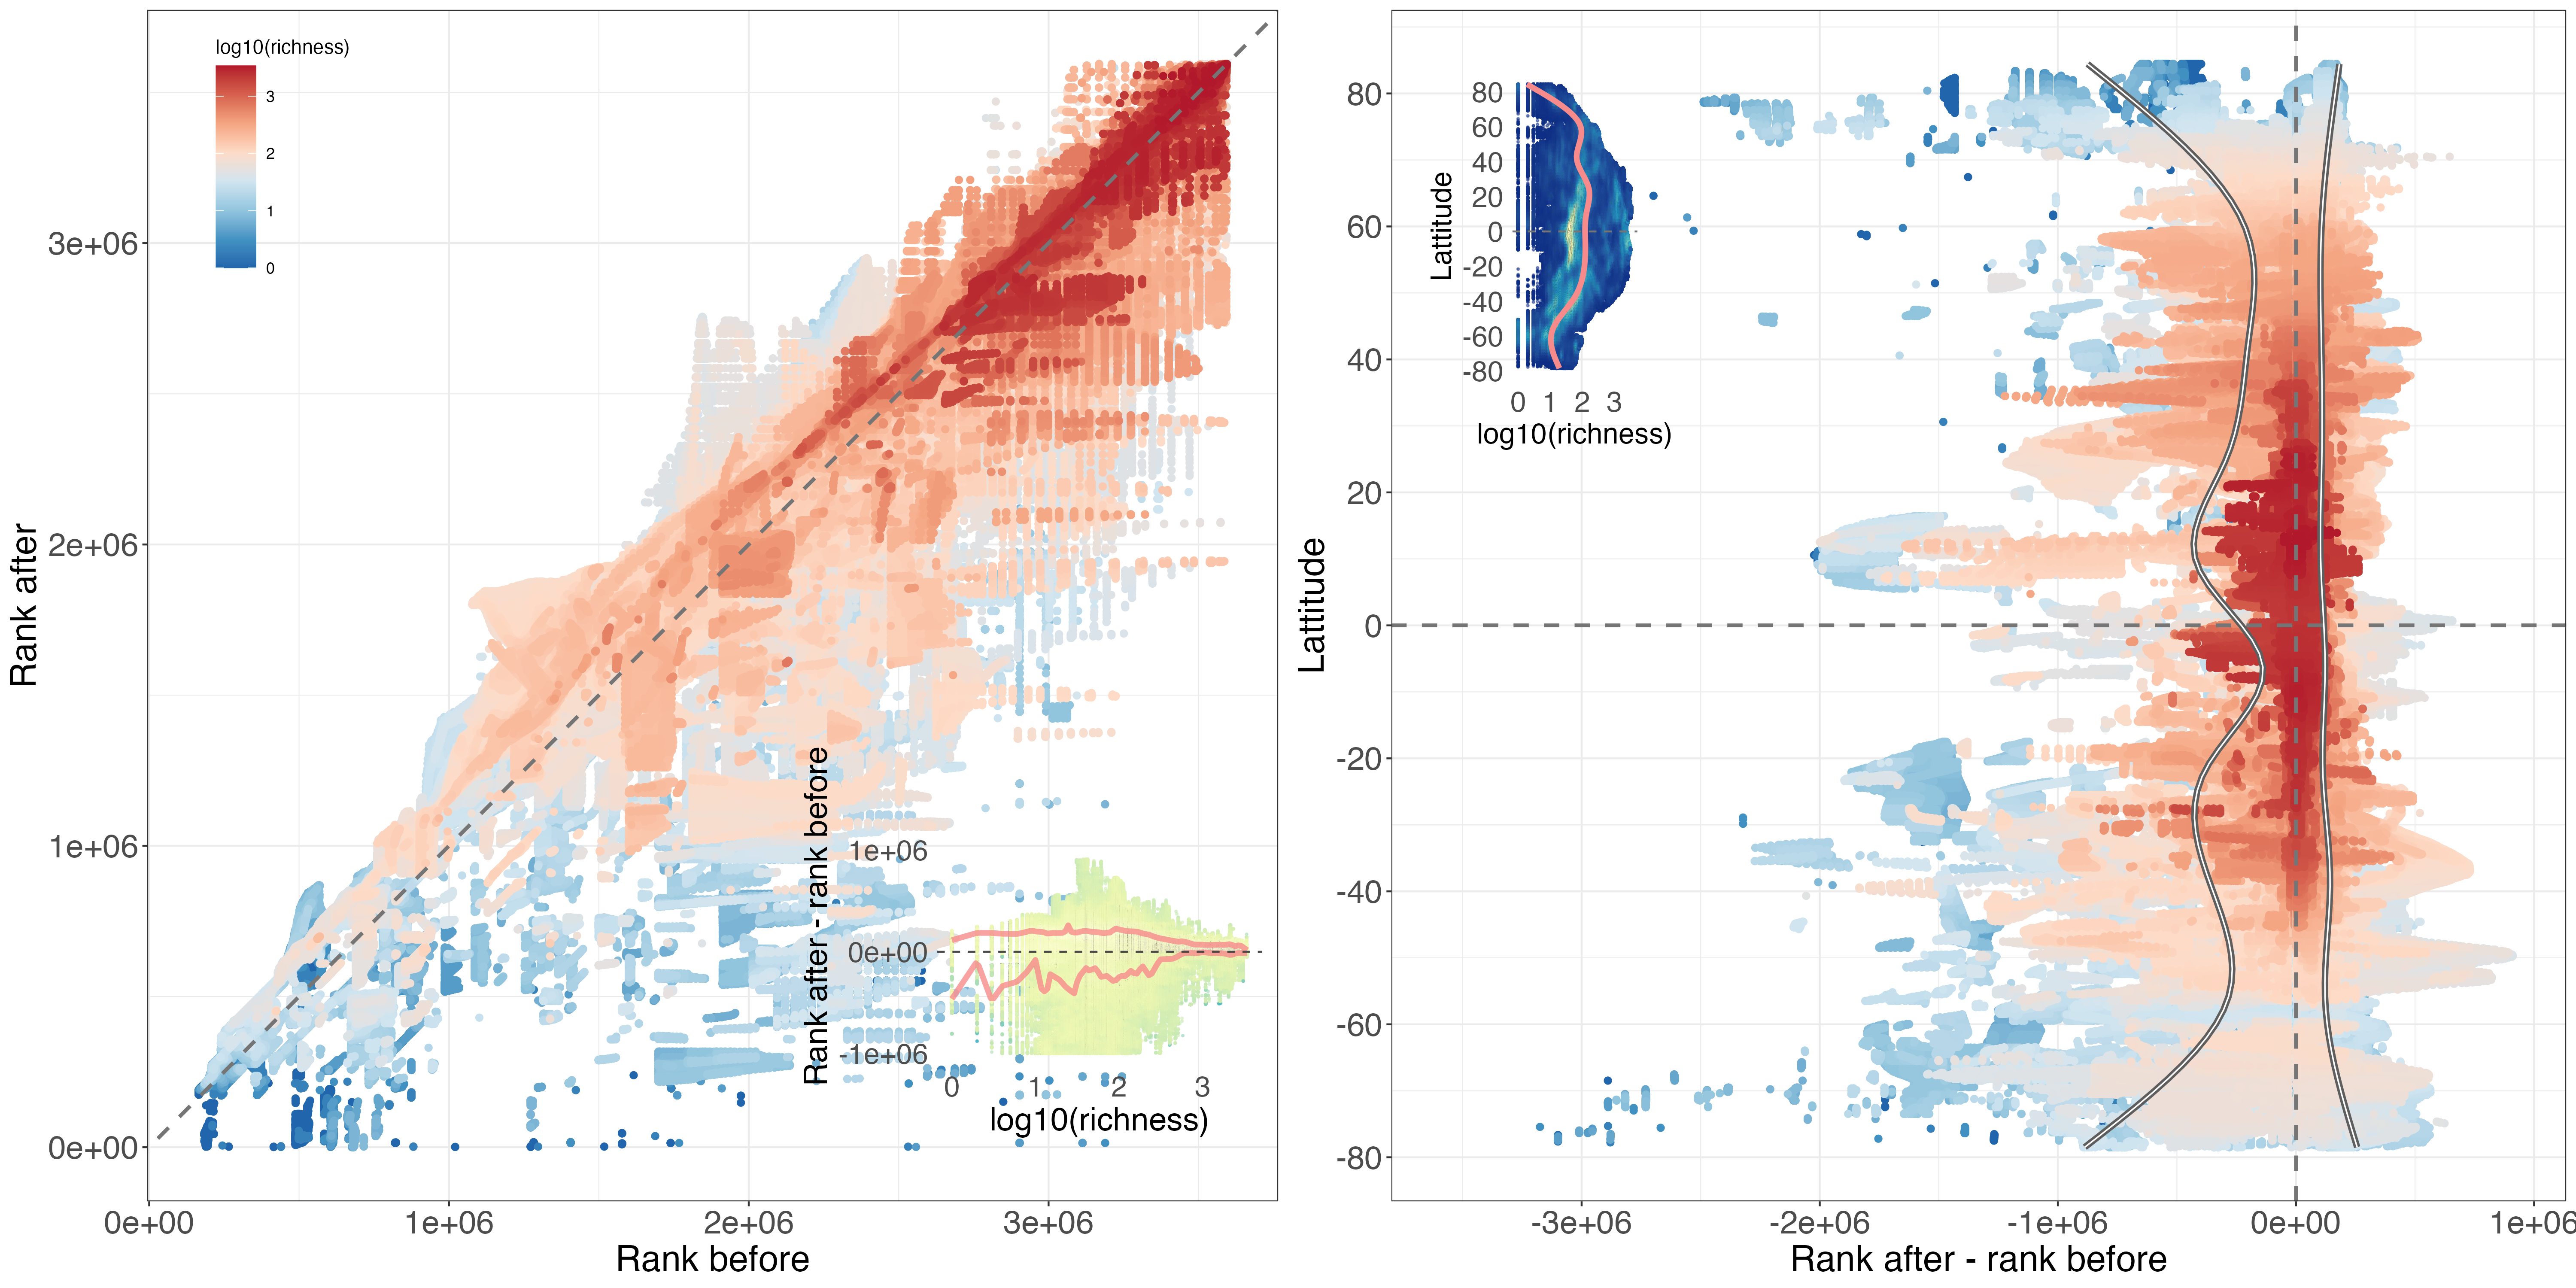 log10(richness)
3
2
1
0
3e+06
2e+06
1e+06
0e+00
Rank after
0e+00
1e+06
2e+06
3e+06
Rank before
Rank after - rank before
1e+06
0e+00
-1e+06
0
1
2
3
log10(richness)
80
60
40
20
0
-20
-40
-60
-80
Lattitude
-3e+06
-2e+06
-1e+06
0e+00
1e+06
Rank after - rank before
Lattitude
80
60
40
20
0
-20
-40
-60
-80
0 1 2 3
log10(richness)